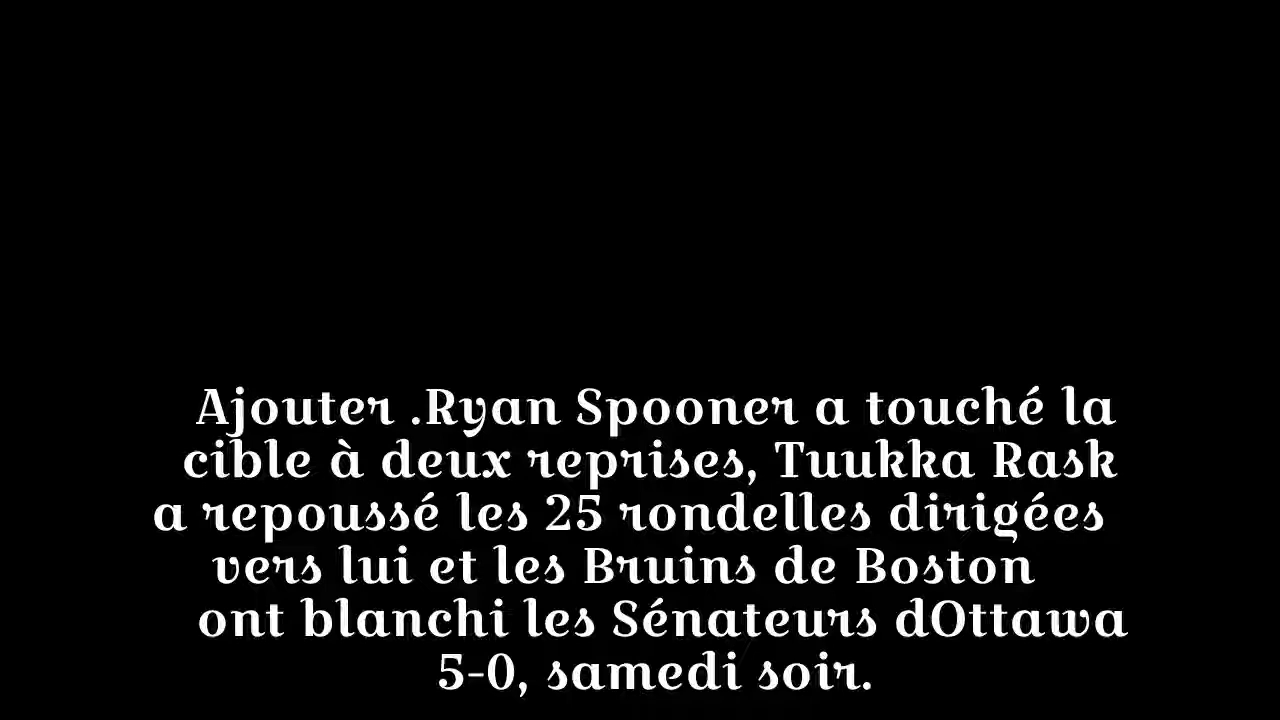 Ajouter .Ryan Spooner a touché la
cible à deux reprises, Tuukka Rask
a repoussé les 25 rondelles dirigées
vers lui et les Bruins de Boston
ont blanchi les Sénateurs dOttawa
5-0, samedi soir.